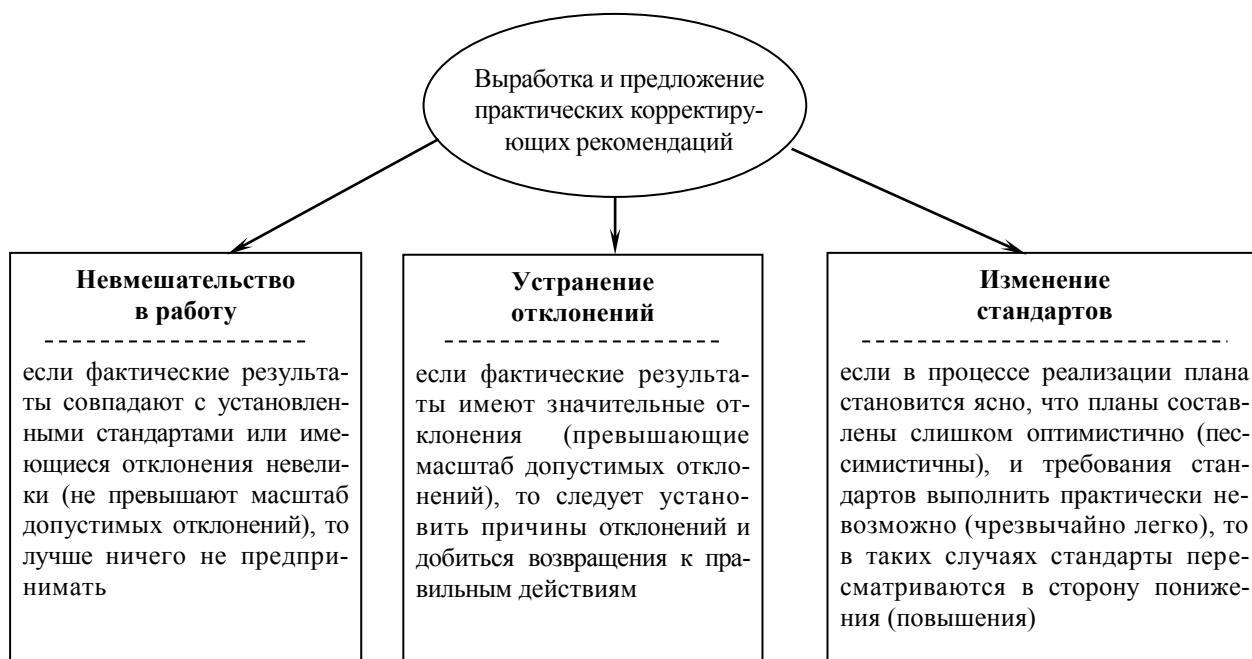 Выработка и предложение
практических корректирую-
ющих рекомендаций
Невмешательство
в работу
если фактические результа-
ты совпадают с установлен-
ными стандартами или име-
ющиеся отклонения невели-
ки (не превышают масштаб
допустимых отклонений), то
лучше ничего не предпри-
нимать
Устранение
отклонений
если фактические резуль-
таты имеют значительные от-
клонения (превышающие
масштаб допустимых откло-
нений), то следует устано-
вить причины отклонений и
добиться возвращения к пра-
вильным действиям
Изменение
стандартов
если в процессе реализации плана
становится ясно, что планы состав-
лены слишком оптимистично (пес-
симистичны), и требования стан-
дартов выполнить практически не-
возможно (чрезвычайно легко), то
в таких случаях стандарты пере-
сматриваются в сторону пониже-
ния (повышения)